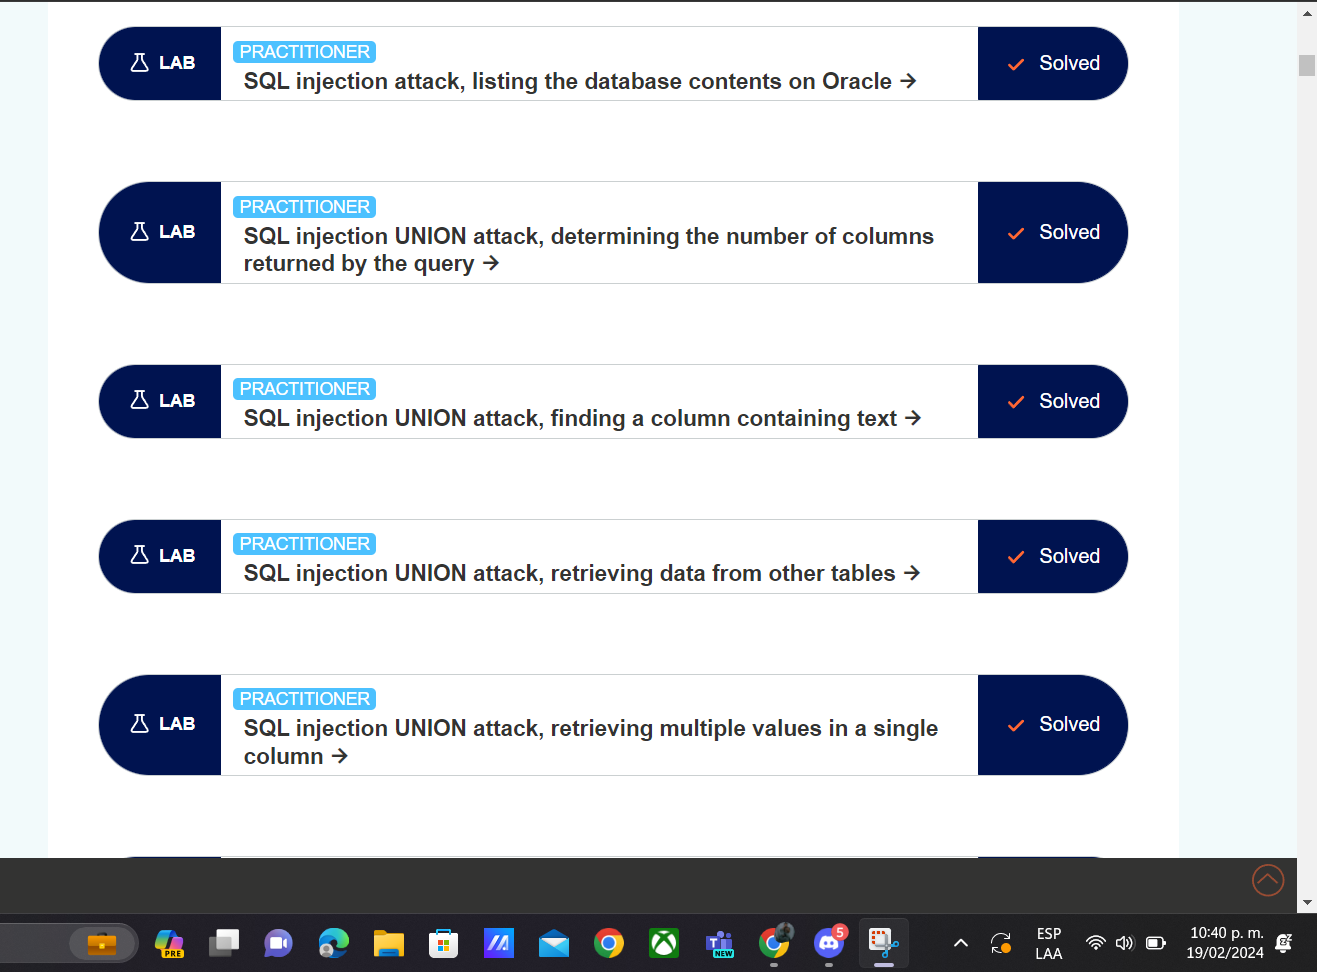 LAB
PRACTITIONER
SQL injection attack, listing the database contents on Oracle →
Solved
LAB
PRACTITIONER
SQL injection UNION attack, determining the number of columns
returned by the query →
Solved
LAB
PRACTITIONER
SQL injection UNION attack, finding a column containing text →
Solved
LAB
PRACTITIONER
SQL injection UNION attack, retrieving data from other tables →
Solved
LAB
PRACTITIONER
SQL injection UNION attack, retrieving multiple values in a single
column →
Solved
PRE
NEW
5
ESP
LAA
10:40 p. m.
19/02/2024